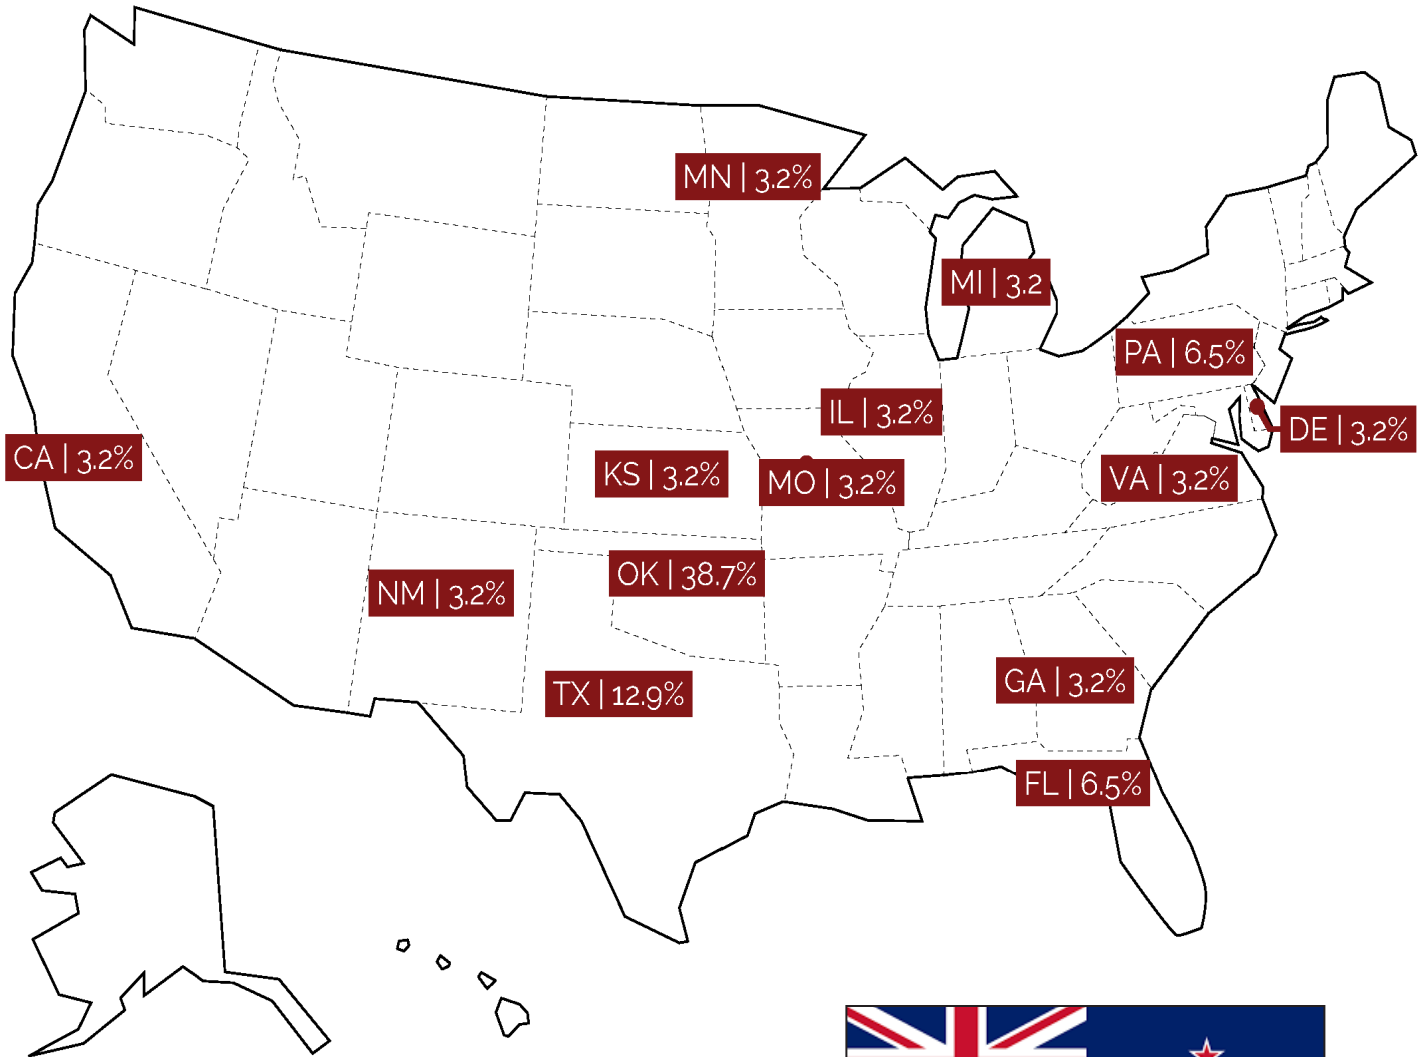 MN | 3.2%
MI | 3.2
PA | 6.5%
IL | 3.2%
DE | 3.2%
CA | 3.2%
KS | 3.2%
MO | 3.2%
VA | 3.2%
OK | 38.7%
NM | 3.2%
TX | 12.9%
GA | 3.2%
FL | 6.5%